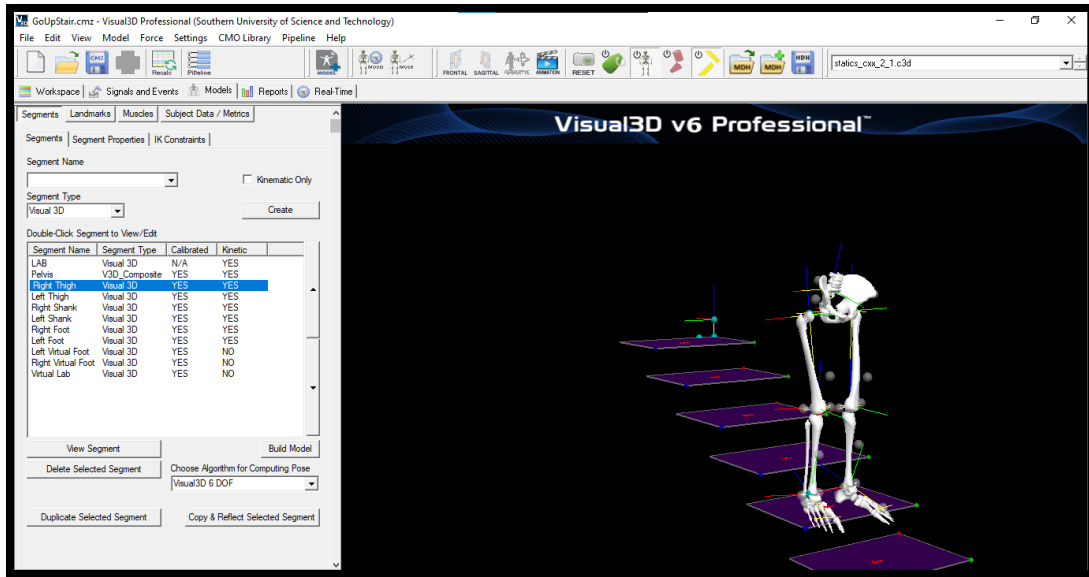 GoUpStair.cmz - Visual3D Professional (Southern University of Science and Technology)
File Edit View Model Force Settings CMO Library Pipeline Help
CMZ Recalc PiPeline MODEL MODEL MODEL FRONTAL SAGITAL ANIMATION RESET MDH MDH MDH statics_cxx_2_1.c3d
Workspace Signals and Events Models Reports Real-Time
Segments Landmarks Muscles Subject Data / Metrics
Visual3D v6 Professional™
Segments Segment Properties IK Constraints
Segment Name
Kinematic Only
Segment Type
Visual 3D Create
Double-Click Segment to View/Edit
Segment Name Segment Type Calibrated Kinetic
LAB Visual 3D N/A YES
Pelvis V3D_Composite YES YES
Right Thigh Visual 3D YES YES
Left Thigh Visual 3D YES YES
Right Shank Visual 3D YES YES
Left Shank Visual 3D YES YES
Right Foot Visual 3D YES YES
Left Foot Visual 3D YES YES
Left Virtual Foot Visual 3D YES NO
Right Virtual Foot Visual 3D YES NO
Virtual Lab Visual 3D YES NO
View Segment Build Model
Delete Selected Segment Choose Algorithm for Computing Pose
Visual3D 6 DOF
Duplicate Selected Segment Copy & Reflect Selected Segment